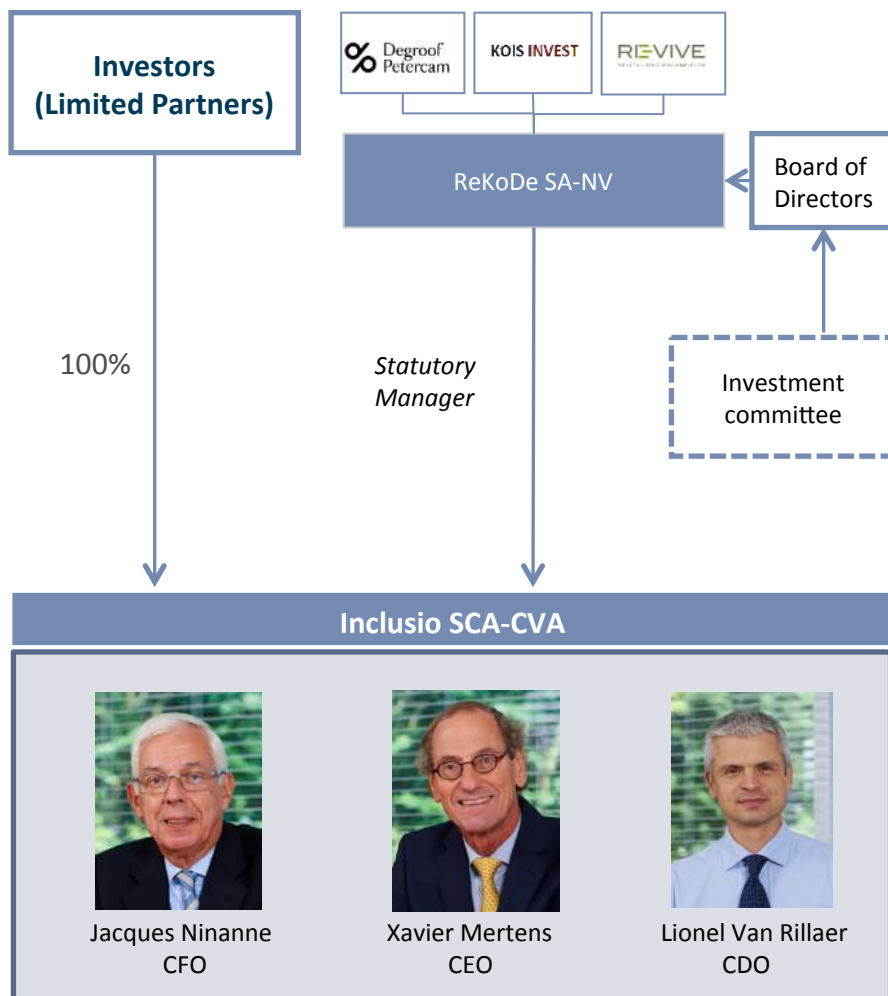 Investors
(Limited Partners)
Degroof
Petercam
KOIS INVEST
REVIVE
ReKoDe SA-NV
Board of
Directors
100%
Statutory
Manager
Investment
committee
Inclusio SCA-CVA
Jacques Ninanne
CFO
Xavier Mertens
CEO
Lionel Van Rillaer
CDO